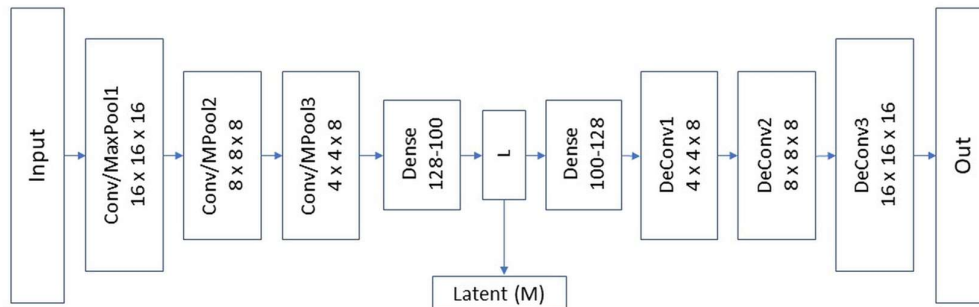 Input
Conv/MaxPool1
16 x 16 x 16
Conv/MPool2
8 x 8 x 8
Conv/MPool3
4 x 4 x 8
Dense
128-100
L
Dense
100-128
DeConv1
4 x 4 x 8
DeConv2
8 x 8 x 8
DeConv3
16 x 16 x 16
Out
Latent (M)